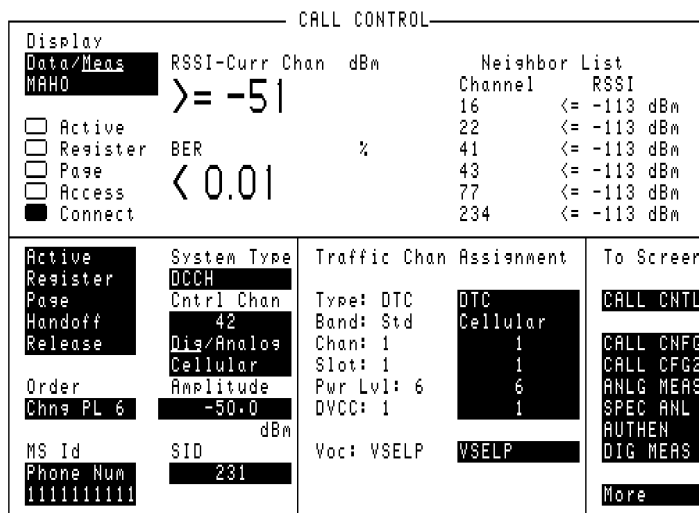 CALL CONTROL
Display
Data/Meas
MAHO
Active
Register
Page
Access
Connect
RSSI-Curr Chan dBm
>= -51
BER %
< 0.01
Neighbor List
Channel RSSI
16 <= -113 dBm
22 <= -113 dBm
41 <= -113 dBm
43 <= -113 dBm
77 <= -113 dBm
234 <= -113 dBm
Active
Register
Page
Handoff
Release
Order
Chng PL 6
MS Id
Phone Num
1111111111
System Type
DCCH
Cntrl Chan
42
Dig/Analog
Cellular
Amplitude
-50.0
dBm
SID
231
Traffic Chan Assignment
Type: DTC DTC
Band: Std Cellular
Chan: 1 1
Slot: 1 1
Pwr Lvl: 6 6
DVCC: 1 1
Voc: VSELP VSELP
To Screen
CALL CNTL
CALL CNFG
CALL CFG2
ANLG MEAS
SPEC ANL
AUTHEN
DIG MEAS
More